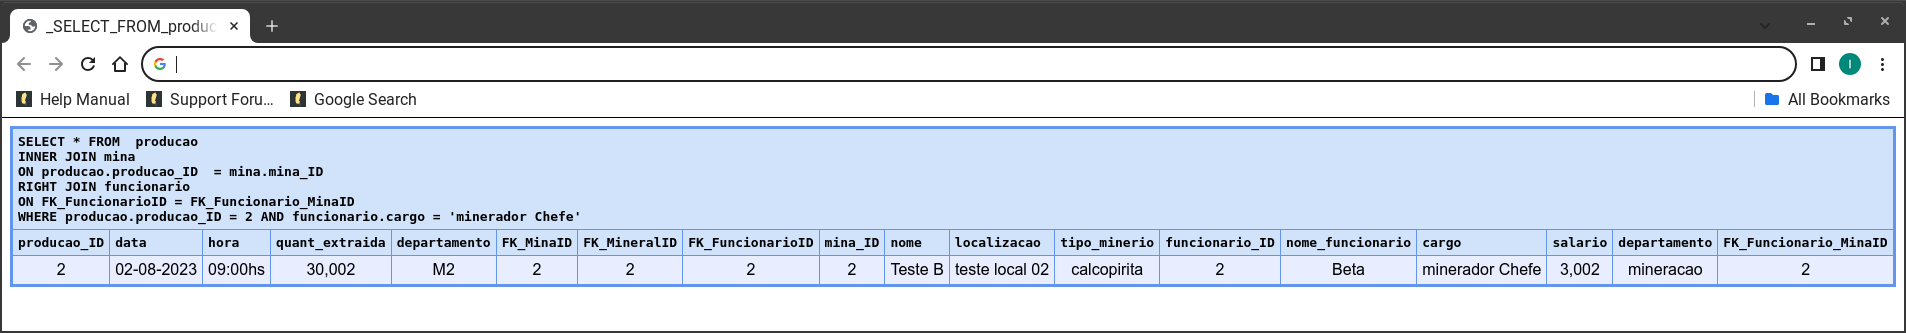 _SELECT_FROM_produc
Help Manual Support Foru... Google Search All Bookmarks
SELECT * FROM  producao
INNER JOIN mina
ON producao.producao_ID  = mina.mina_ID
RIGHT JOIN funcionario
ON FK_FuncionarioID = FK_Funcionario_MinaID
WHERE producao.producao_ID = 2 AND funcionario.cargo = 'minerador Chefe'
producao_ID data hora quant_extraida departamento FK_MinaID FK_MineralID FK_FuncionarioID mina_ID nome localizacao tipo_minerio funcionario_ID nome_funcionario cargo salario departamento FK_Funcionario_MinaID
2 02-08-2023 09:00hs 30,002 M2 2 2 2 2 Teste B teste local 02 calcopirita 2 Beta minerador Chefe 3,002 mineracao 2